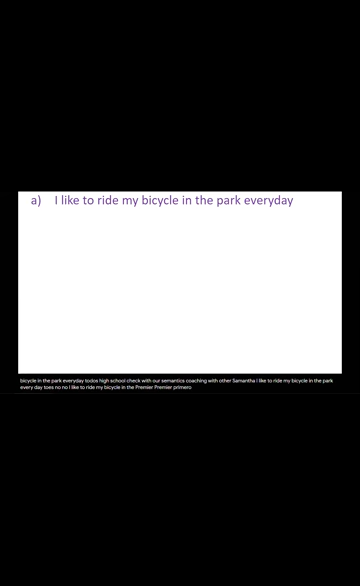 a) I like to ride my bicycle in the park everyday
bicycle in the park everyday todos high school check with our semantics coaching with other Samantha I like to ride my bicycle in the park
every day toes no no I like to ride my bicycle in the Premier Premier primero